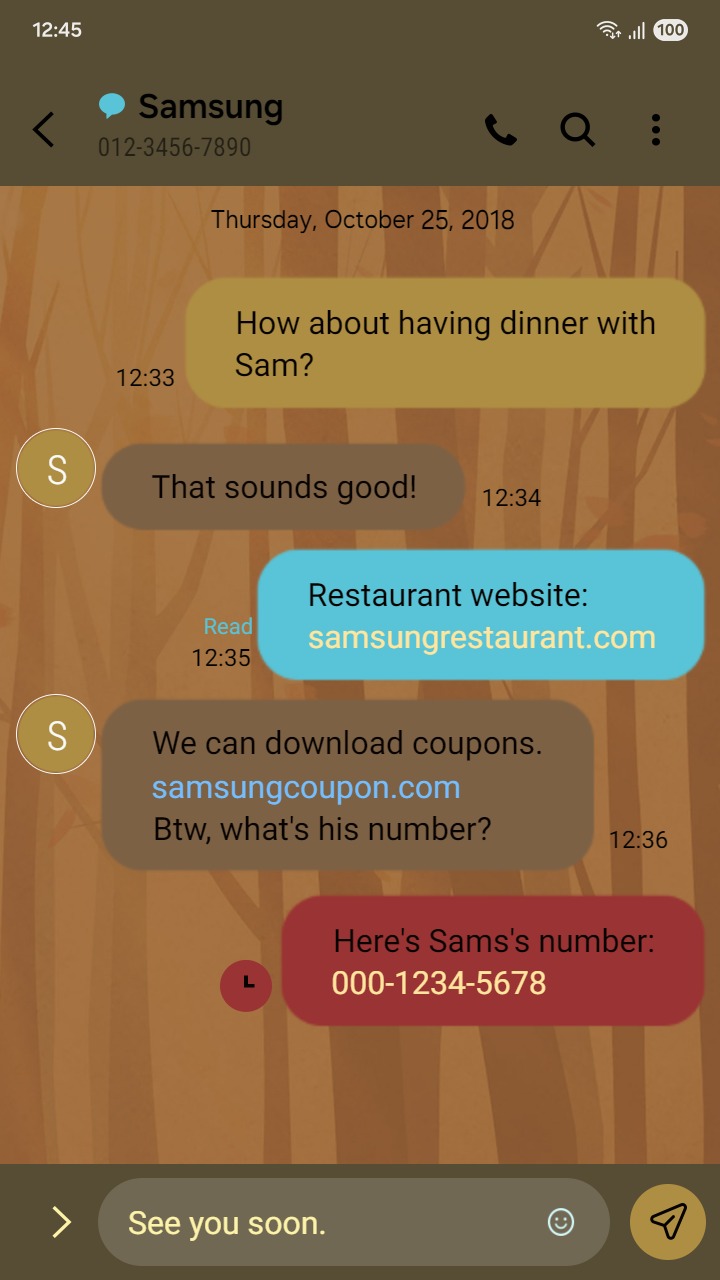 12:45
100
Samsung
012-3456-7890
Thursday, October 25, 2018
How about having dinner with
Sam?
12:33
S
That sounds good!
12:34
Restaurant website:
samsungrestaurant.com
Read
12:35
S
We can download coupons.
samsungcoupon.com
Btw, what's his number?
12:36
Here's Sams's number:
000-1234-5678
See you soon.